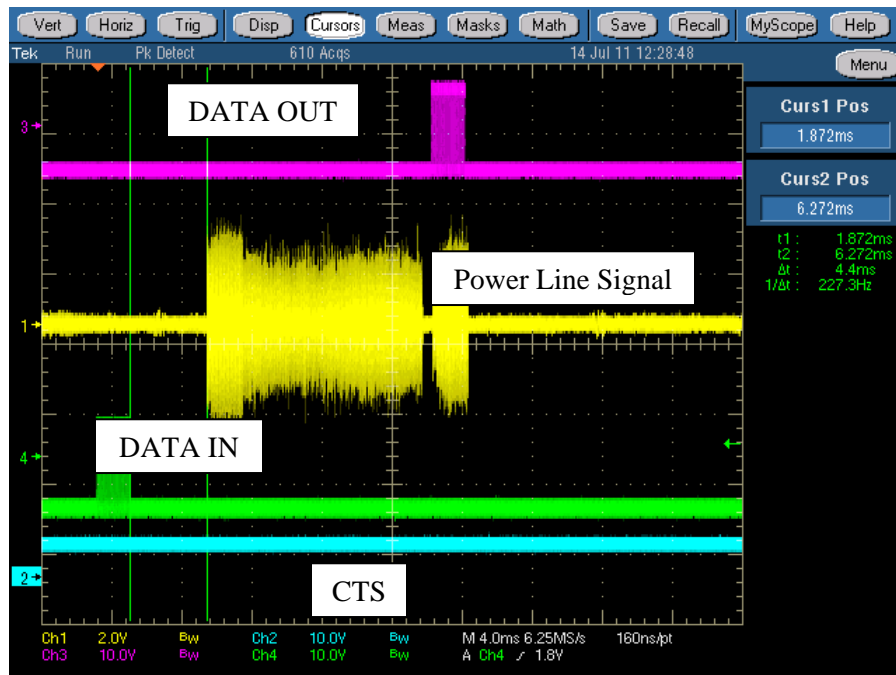 Vert Horiz Trig Disp Cursors Meas Masks Math Save Recall MyScope Help
Tek Run Pk Detect 610 Acqs 14 Jul 11 12:28:48
Menu
DATA OUT
3
Curs1 Pos
1.872ms
Curs2 Pos
6.272ms
t1 : 1.872ms
t2 : 6.272ms
Δt : 4.4ms
1/Δt : 227.3Hz
Power Line Signal
1
DATA IN
4
2
CTS
Ch1 2.0V Bw Ch2 10.0V Bw M 4.0ms 6.25MS/s 160ns/pt
Ch3 10.0V Bw Ch4 10.0V Bw A Ch4 ∕ 1.8V